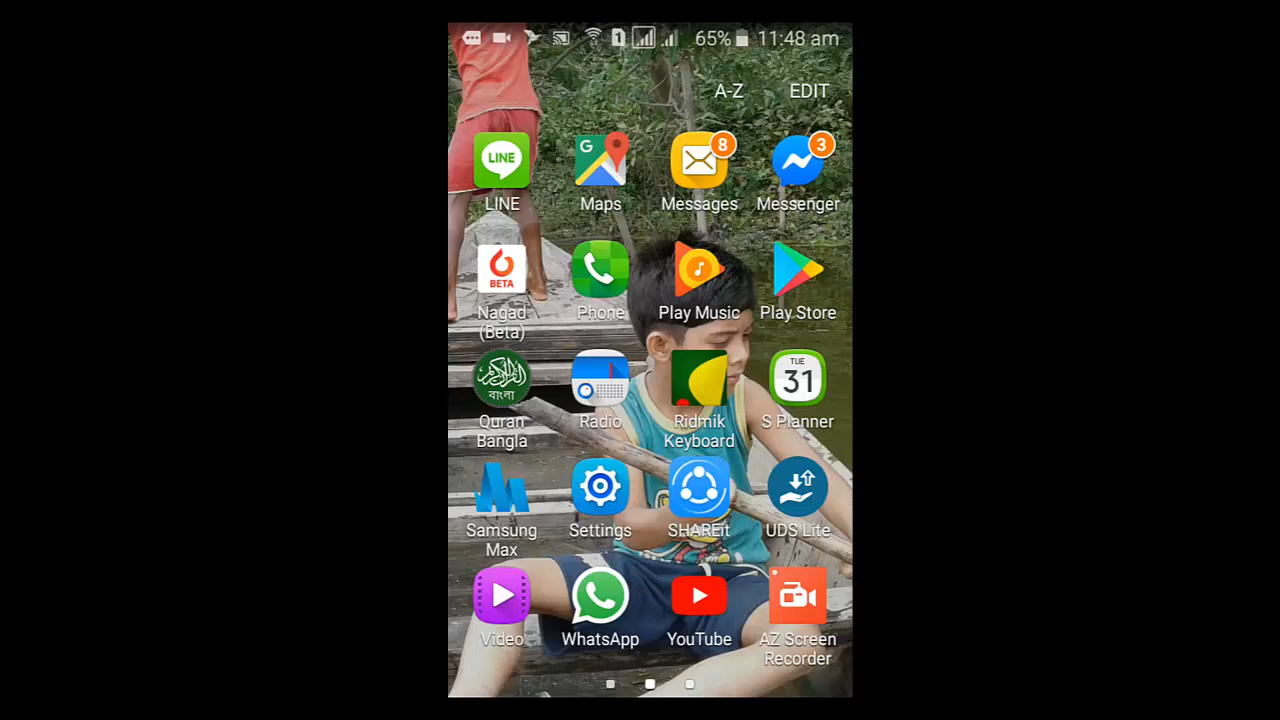 1 65% 11:48 am
A-Z EDIT
LINE
G
8
3
LINE Maps Messages Messenger
BETA
Nagad Phone Play Music Play Store
(Beta)
TUE
31
বাংলা
Quran Radio Ridmik S Planner
Bangla Keyboard
Samsung Settings SHAREit UDS Lite
Max
Video WhatsApp YouTube AZ Screen
Recorder